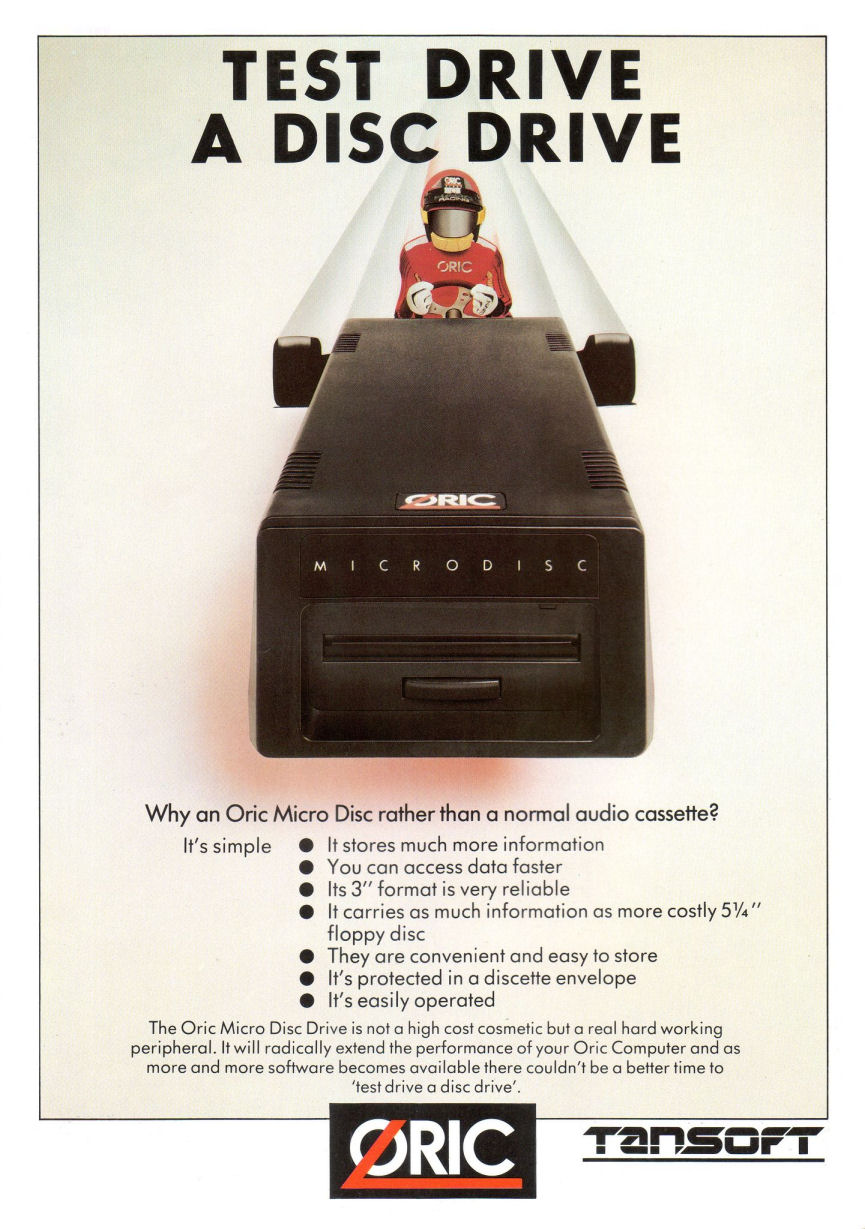 TEST DRIVE
A DISC DRIVE
ORIC
RACING
ORIC
ORIC
MICRODISC
Why an Oric Micro Disc rather than a normal audio cassette?
It's simple ● It stores much more information
● You can access data faster
● Its 3" format is very reliable
● It carries as much information as more costly 5¼"
floppy disc
● They are convenient and easy to store
● It's protected in a discette envelope
● It's easily operated
The Oric Micro Disc Drive is not a high cost cosmetic but a real hard working
peripheral. It will radically extend the performance of your Oric Computer and as
more and more software becomes available there couldn't be a better time to
'test drive a disc drive'.
ORIC
TANSOFT